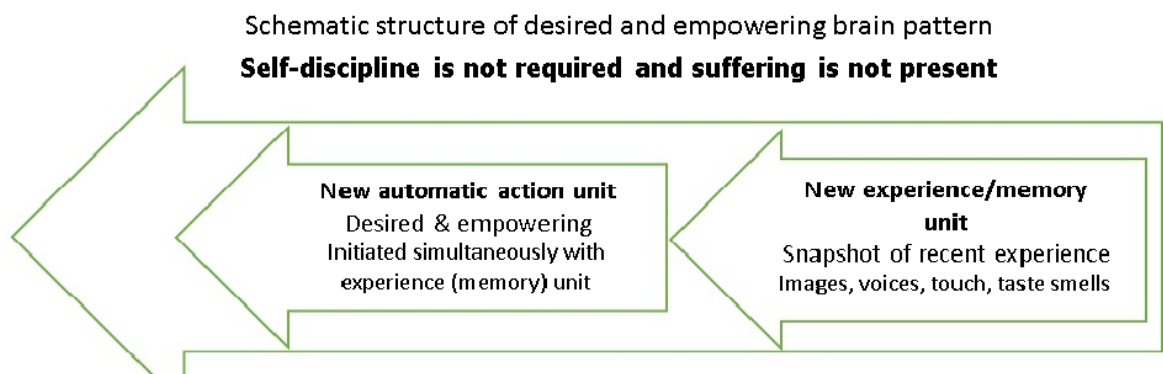 Schematic structure of desired and empowering brain pattern
Self-discipline is not required and suffering is not present
New automatic action unit
Desired & empowering
Initiated simultaneously with
experience (memory) unit
New experience/memory
unit
Snapshot of recent experience
Images, voices, touch, taste smells